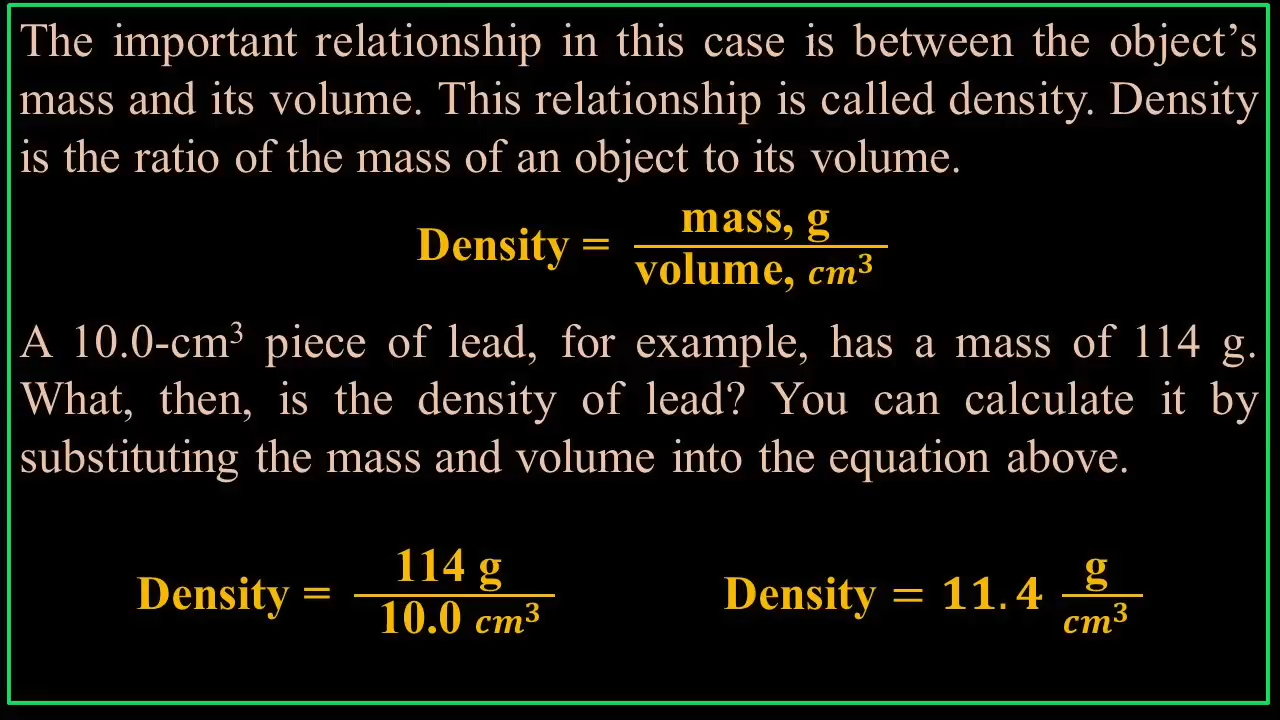 The important relationship in this case is between the object’s
mass and its volume. This relationship is called density. Density
is the ratio of the mass of an object to its volume.
Density = mass, g / volume, cm³
A 10.0-cm³ piece of lead, for example, has a mass of 114 g.
What, then, is the density of lead? You can calculate it by
substituting the mass and volume into the equation above.
Density = 114 g / 10.0 cm³ Density = 11.4 g / cm³